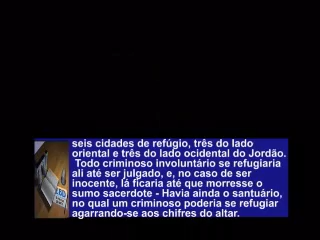 seis cidades de refúgio, três do lado
oriental e três do lado ocidental do Jordão.
Todo criminoso involuntário se refugiaria
ali até ser julgado, e, no caso de ser
inocente, lá ficaria até que morresse o
sumo sacerdote - Havia ainda o santuário,
no qual um criminoso poderia se refugiar
agarrando-se aos chifres do altar.